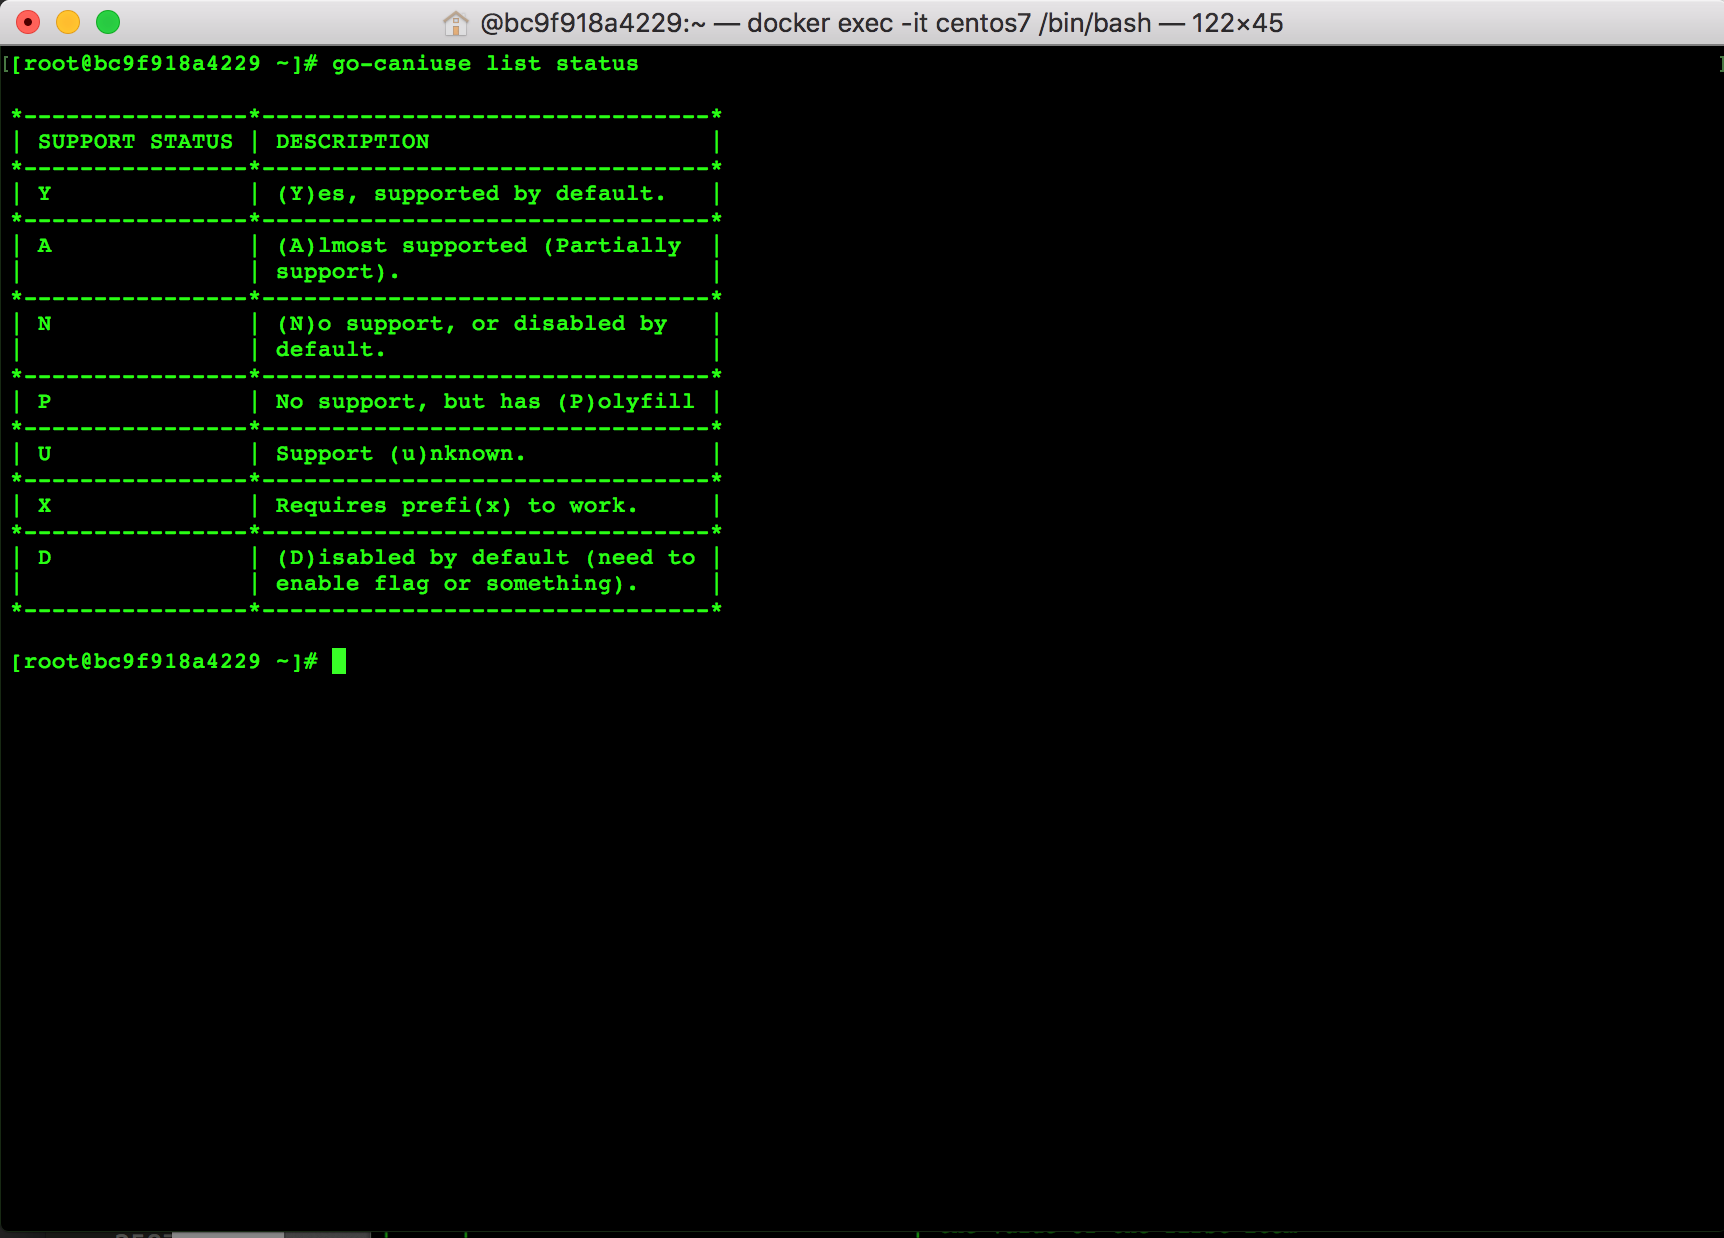 @bc9f918a4229:~ — docker exec -it centos7 /bin/bash — 122×45
[[root@bc9f918a4229 ~]# go-caniuse list status ]
*----------------*--------------------------------*
| SUPPORT STATUS | DESCRIPTION                    |
*----------------*--------------------------------*
| Y              | (Y)es, supported by default.   |
*----------------*--------------------------------*
| A              | (A)lmost supported (Partially  |
|                | support).                      |
*----------------*--------------------------------*
| N              | (N)o support, or disabled by   |
|                | default.                       |
*----------------*--------------------------------*
| P              | No support, but has (P)olyfill |
*----------------*--------------------------------*
| U              | Support (u)nknown.             |
*----------------*--------------------------------*
| X              | Requires prefi(x) to work.     |
*----------------*--------------------------------*
| D              | (D)isabled by default (need to |
|                | enable flag or something).     |
*----------------*--------------------------------*
[root@bc9f918a4229 ~]#